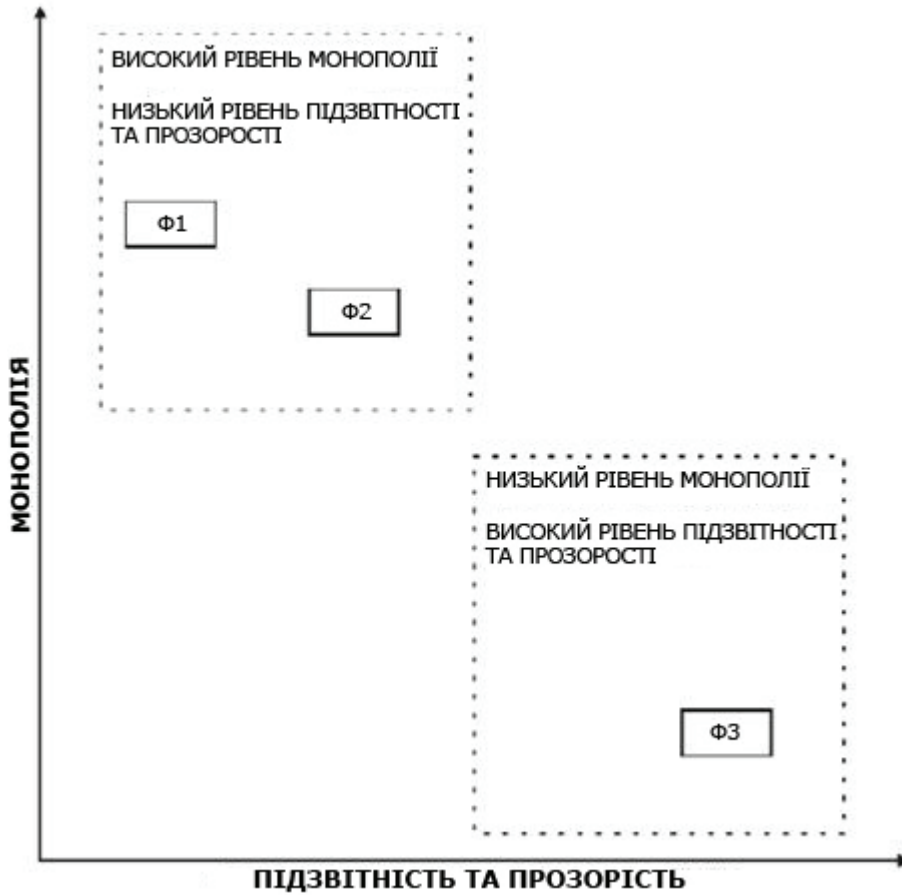 ВИСОКИЙ РІВЕНЬ МОНОПОЛІЇ
НИЗЬКИЙ РІВЕНЬ ПІДЗВІТНОСТІ
ТА ПРОЗОРОСТІ
Ф1
Ф2
МОНОПОЛІЯ
НИЗЬКИЙ РІВЕНЬ МОНОПОЛІЇ
ВИСОКИЙ РІВЕНЬ ПІДЗВІТНОСТІ
ТА ПРОЗОРОСТІ
Ф3
ПІДЗВІТНІСТЬ ТА ПРОЗОРІСТЬ